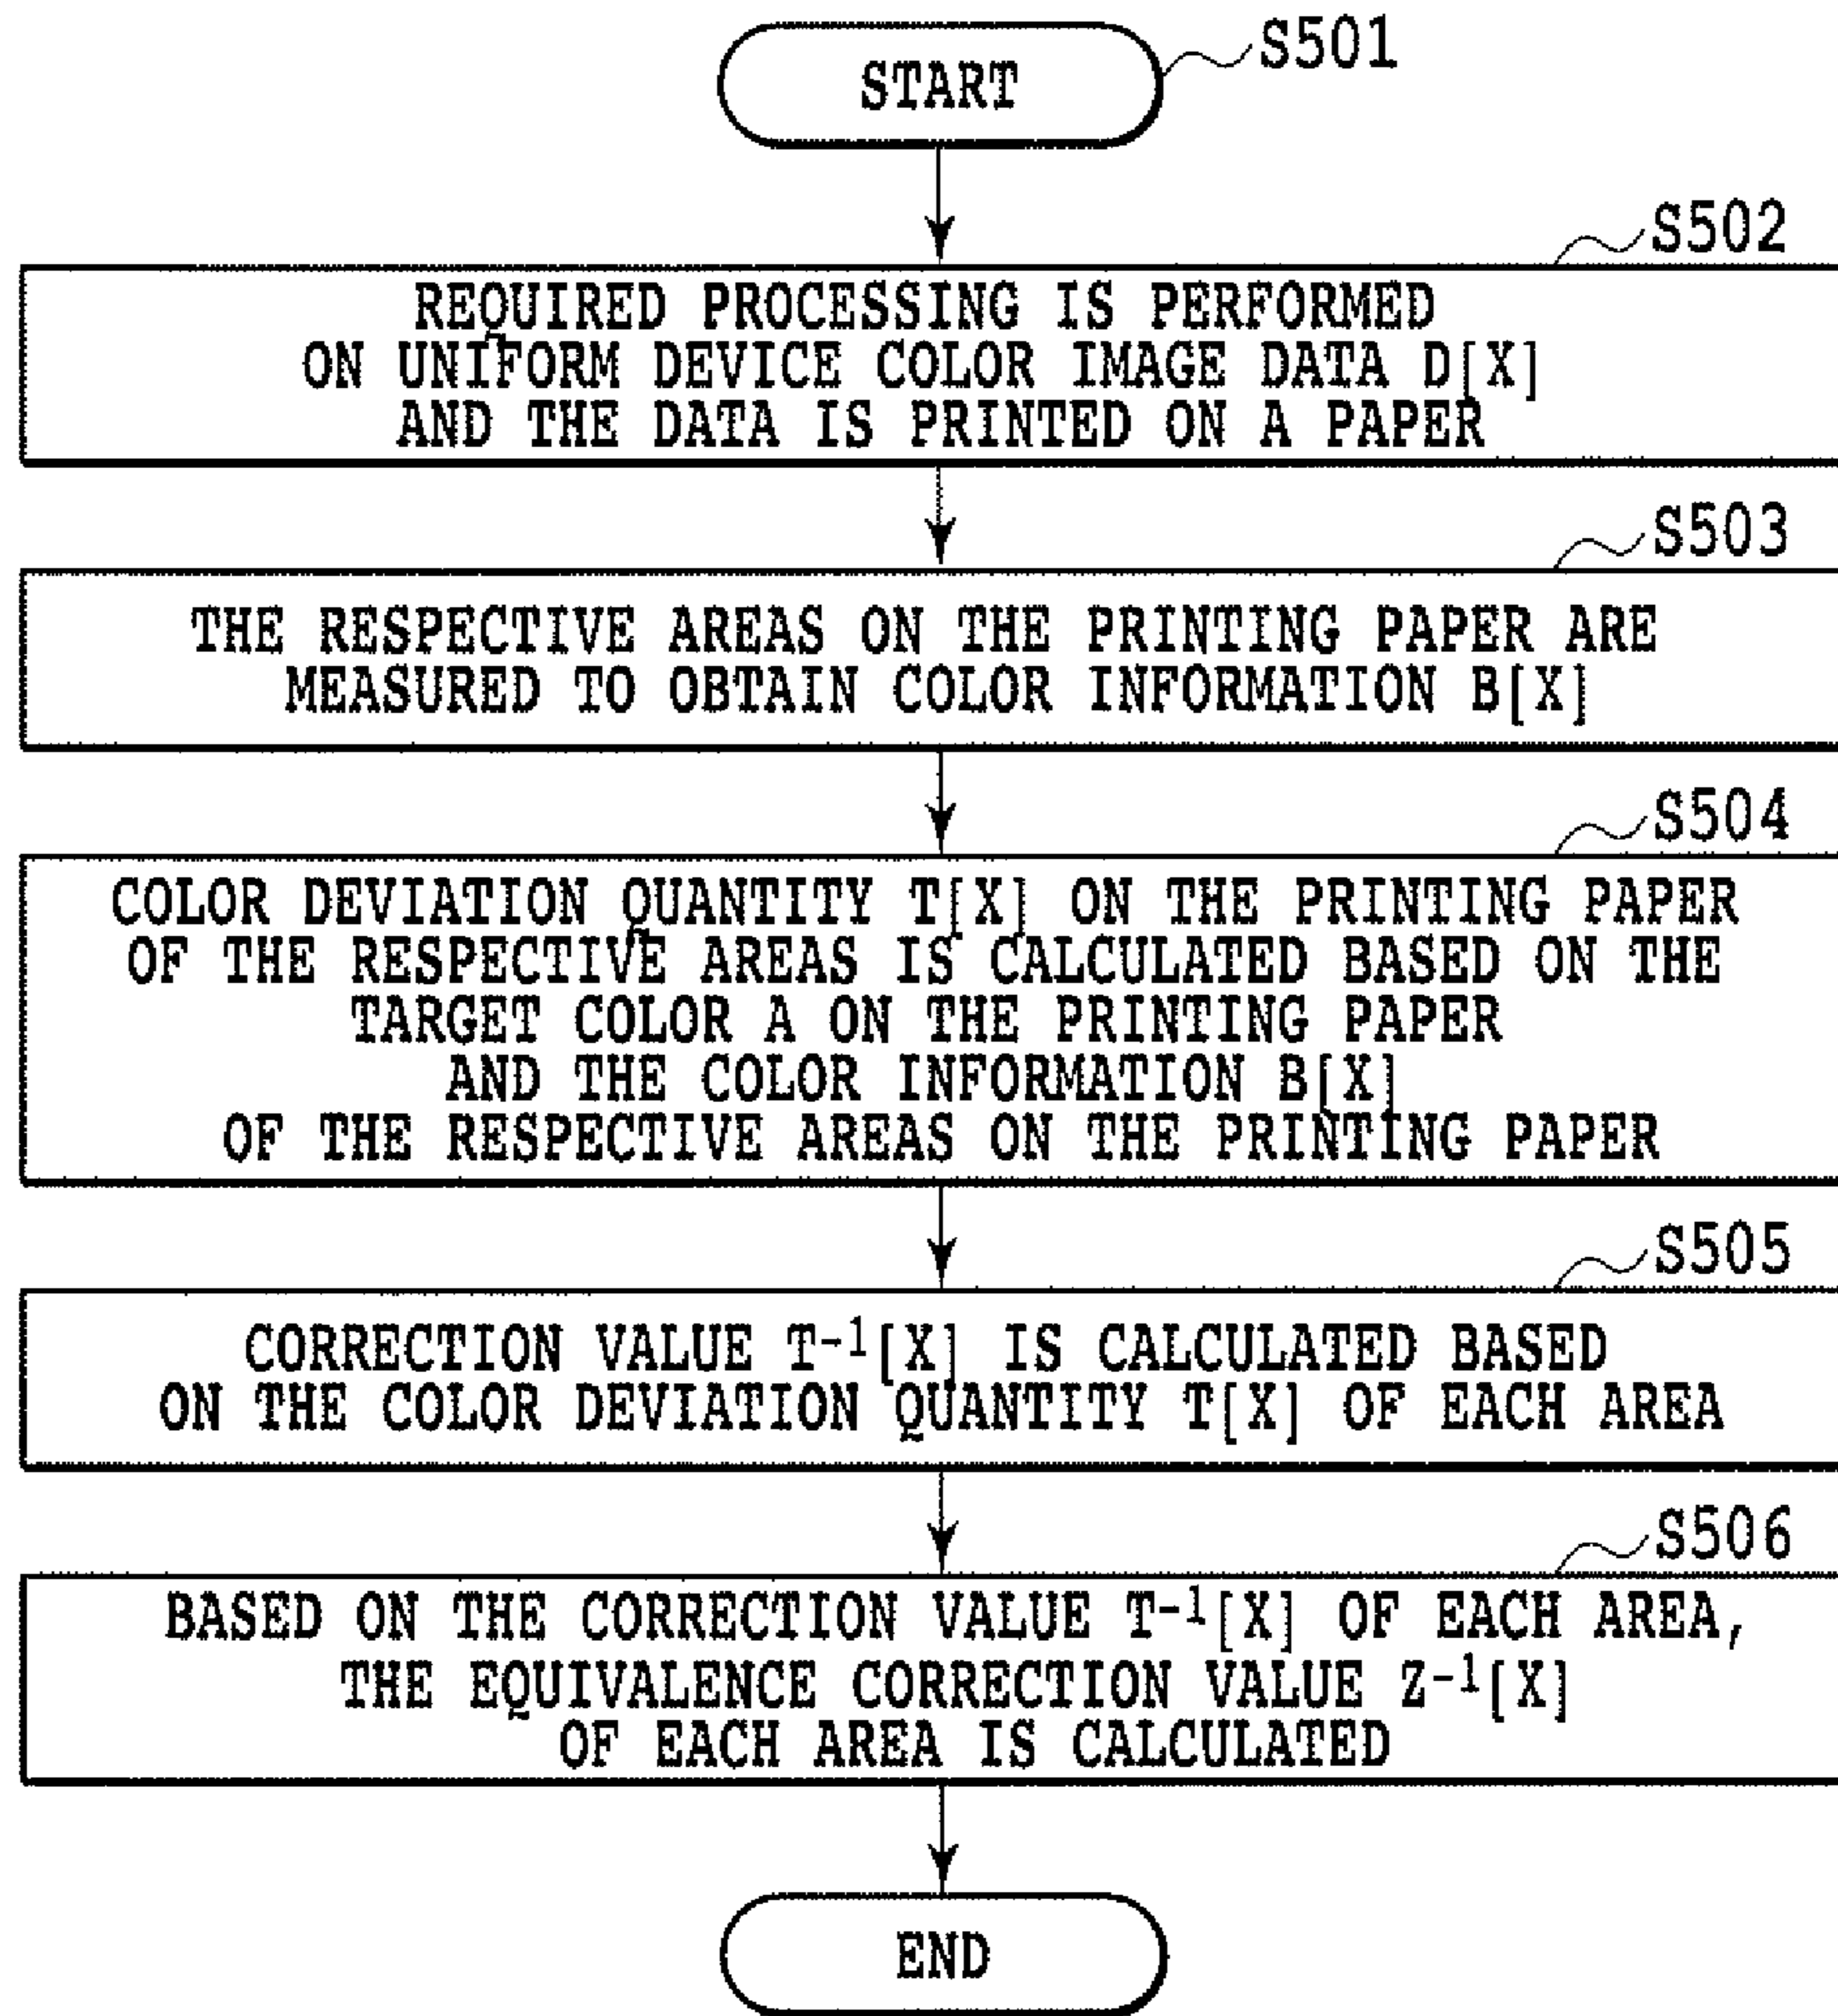 START
S501
S502
REQUIRED PROCESSING IS PERFORMED
ON UNIFORM DEVICE COLOR IMAGE DATA D[X]
AND THE DATA IS PRINTED ON A PAPER
S503
THE RESPECTIVE AREAS ON THE PRINTING PAPER ARE
MEASURED TO OBTAIN COLOR INFORMATION B[X]
S504
COLOR DEVIATION QUANTITY T[X] ON THE PRINTING PAPER
OF THE RESPECTIVE AREAS IS CALCULATED BASED ON THE
TARGET COLOR A ON THE PRINTING PAPER
AND THE COLOR INFORMATION B[X]
OF THE RESPECTIVE AREAS ON THE PRINTING PAPER
S505
CORRECTION VALUE T⁻¹[X] IS CALCULATED BASED
ON THE COLOR DEVIATION QUANTITY T[X] OF EACH AREA
S506
BASED ON THE CORRECTION VALUE T⁻¹[X] OF EACH AREA,
THE EQUIVALENCE CORRECTION VALUE Z⁻¹[X]
OF EACH AREA IS CALCULATED
END